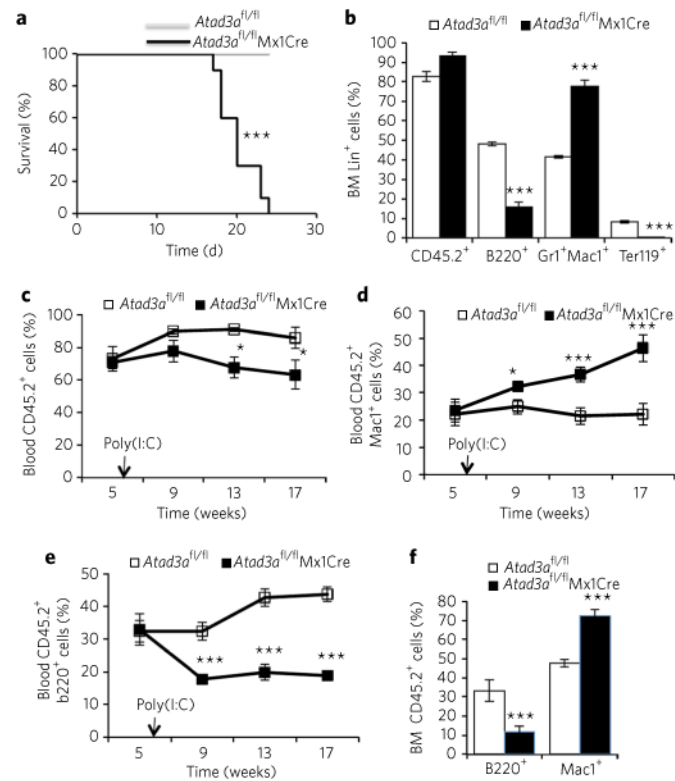 a
Atad3a^fl/fl
Atad3a^fl/fl Mx1Cre
Survival (%)
100
80
60
40
20
0
***
0 10 20 30
Time (d)
b
Atad3a^fl/fl
Atad3a^fl/fl Mx1Cre
BM Lin+ cells (%)
100
90
80
70
60
50
40
30
20
10
0
*** *** ***
CD45.2+ B220+ Gr1+Mac1+ Ter119+
c
Atad3a^fl/fl Atad3a^fl/fl Mx1Cre
Blood CD45.2+ cells (%)
100
80
60
40
20
0
* *
Poly(I:C)
5 9 13 17
Time (weeks)
d
Atad3a^fl/fl Atad3a^fl/fl Mx1Cre
Blood CD45.2+
Mac1+ cells (%)
60
50
40
30
20
10
0
* *** ***
Poly(I:C)
5 9 13 17
Time (weeks)
e
Atad3a^fl/fl Atad3a^fl/fl Mx1Cre
Blood CD45.2+
b220+ cells (%)
50
40
30
20
10
0
*** *** ***
Poly(I:C)
5 9 13 17
Time (weeks)
f
Atad3a^fl/fl
Atad3a^fl/fl Mx1Cre
BM CD45.2+ cells (%)
80
70
60
50
40
30
20
10
0
*** ***
B220+ Mac1+